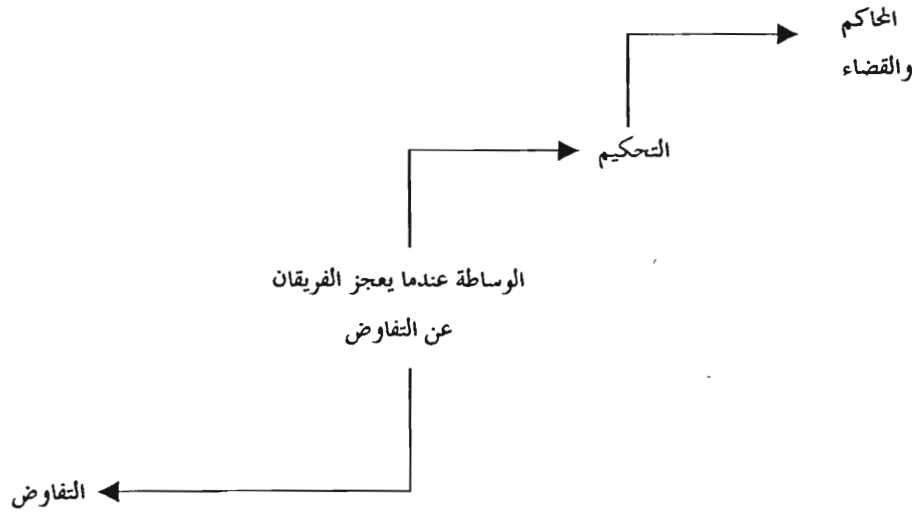 المحاكم
والقضاء
التحكيم
الوساطة عندما يعجز الفريقان
عن التفاوض
التفاوض